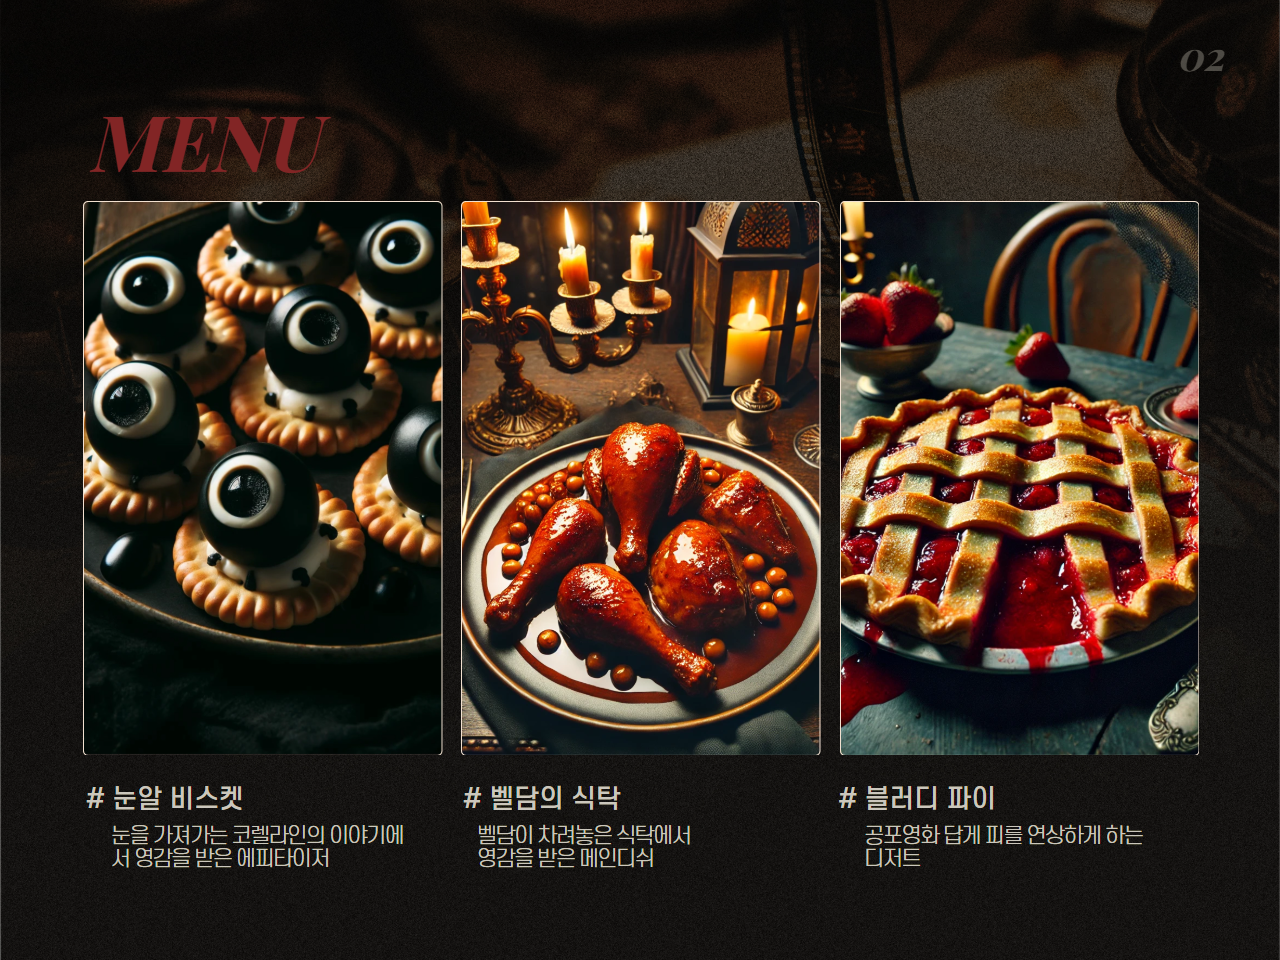 02
MENU
# 눈알 비스켓
눈을 가져가는 코렐라인의 이야기에
서 영감을 받은 에피타이저
# 벨담의 식탁
벨담이 차려놓은 식탁에서
영감을 받은 메인디쉬
# 블러디 파이
공포영화 답게 피를 연상하게 하는
디저트